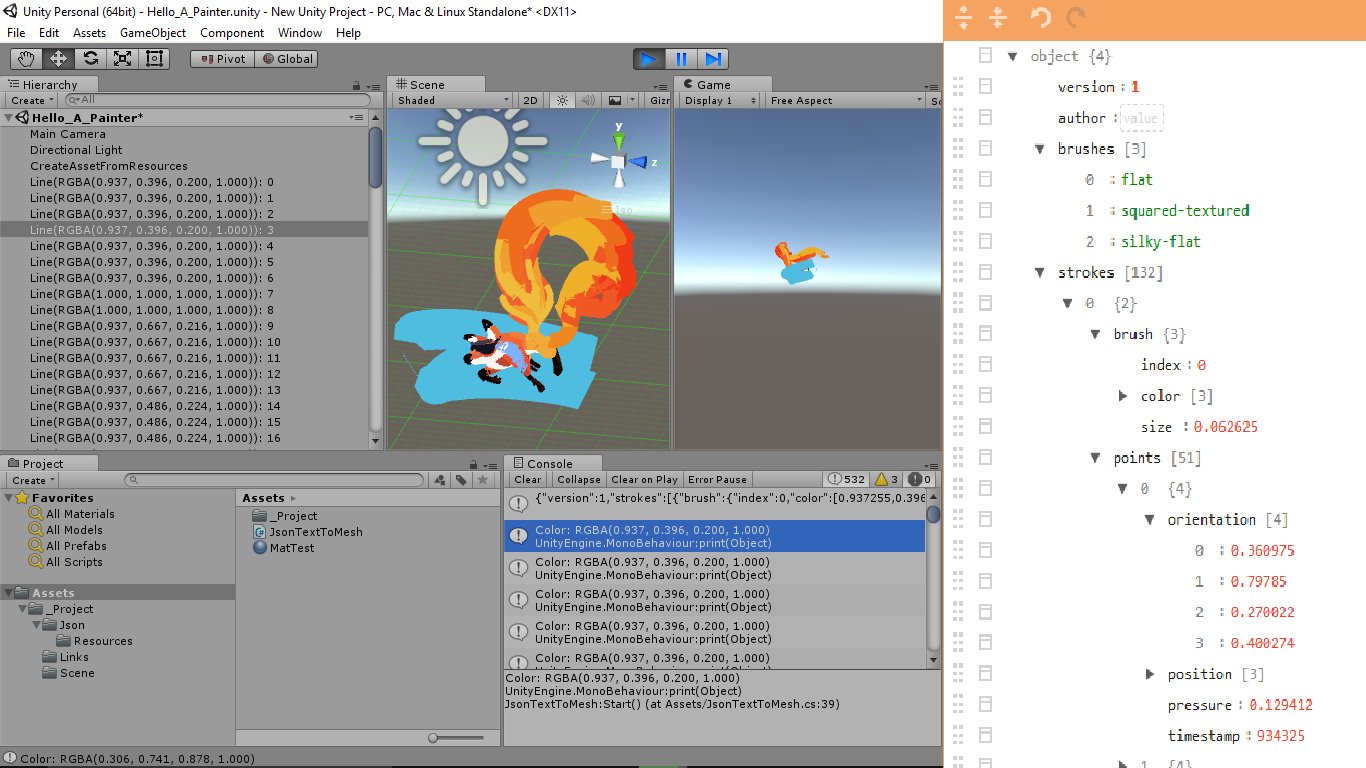 Unity Personal (64bit) - Hello_A_Painter.unity - New Unity Project - PC, Mac & Linux Standalone* <DX11>
File Edit Assets GameObject Component Window Help
Pivot Global
Hierarchy
Create All
Hello_A_Painter*
Main Camera
Directional Light
CreateAssetFromResources
Line(RGBA(0.937, 0.396, 0.200, 1.000)): 0
Line(RGBA(0.937, 0.396, 0.200, 1.000)): 1
Line(RGBA(0.937, 0.396, 0.200, 1.000)): 2
Line(RGBA(0.937, 0.396, 0.200, 1.000)): 3
Line(RGBA(0.937, 0.396, 0.200, 1.000)): 4
Line(RGBA(0.937, 0.396, 0.200, 1.000)): 5
Line(RGBA(0.937, 0.396, 0.200, 1.000)): 6
Line(RGBA(1.000, 1.000, 1.000, 1.000)): 7
Line(RGBA(1.000, 1.000, 1.000, 1.000)): 8
Line(RGBA(0.937, 0.667, 0.216, 1.000)): 9
Line(RGBA(0.937, 0.667, 0.216, 1.000)): 10
Line(RGBA(0.937, 0.667, 0.216, 1.000)): 11
Line(RGBA(0.937, 0.667, 0.216, 1.000)): 12
Line(RGBA(0.937, 0.667, 0.216, 1.000)): 13
Line(RGBA(0.937, 0.486, 0.224, 1.000)): 14
Line(RGBA(0.937, 0.486, 0.224, 1.000)): 15
Line(RGBA(0.937, 0.486, 0.224, 1.000)): 16
Scene
Shaded 2D Giz
y
z
Iso
Game
Display 1 Free Aspect Sc
Project
Create
Favorites
All Materials
All Models
All Prefabs
All Scripts
Assets
_Project
Json
Resources
Links
Scene
Assets
_Project
JsonTextToMesh
MatTest
Console
Clear Collapse Clear on Play Error Pause 532 3 0
{"version":1,"strokes":[{"brush":{"index":0,"color":[0.937255,0.396
Color: RGBA(0.937, 0.396, 0.200, 1.000)
UnityEngine.MonoBehaviour:print(Object)
Color: RGBA(0.937, 0.396, 0.200, 1.000)
UnityEngine.MonoBehaviour:print(Object)
Color: RGBA(0.937, 0.396, 0.200, 1.000)
UnityEngine.MonoBehaviour:print(Object)
Color: RGBA(0.937, 0.396, 0.200, 1.000)
UnityEngine.MonoBehaviour:print(Object)
Color: RGBA(0.937, 0.396, 0.200, 1.000)
Color: RGBA(0.937, 0.396, 0.200, 1.000)
UnityEngine.MonoBehaviour:print(Object)
JsonTextToMesh:Start() (at Assets/JsonTextToMesh.cs:39)
Color: RGBA(0.306, 0.741, 0.878, 1.00
object {4}
version : 1
author : value
brushes [3]
0 : flat
1 : squared-textured
2 : silky-flat
strokes [132]
0 {2}
brush {3}
index : 0
color [3]
size : 0.062625
points [51]
0 {4}
orientation [4]
0 : 0.360975
1 : 0.79785
2 : 0.270022
3 : 0.400274
position [3]
pressure : 0.129412
timestamp : 934325
1 {4}